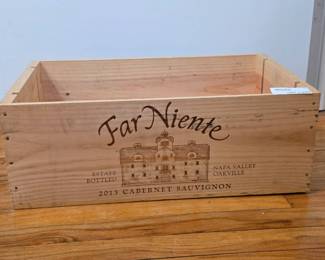 Far Niente
ESTATE BOTTLED
NAPA VALLEY OAKVILLE
2013 CABERNET SAUVIGNON